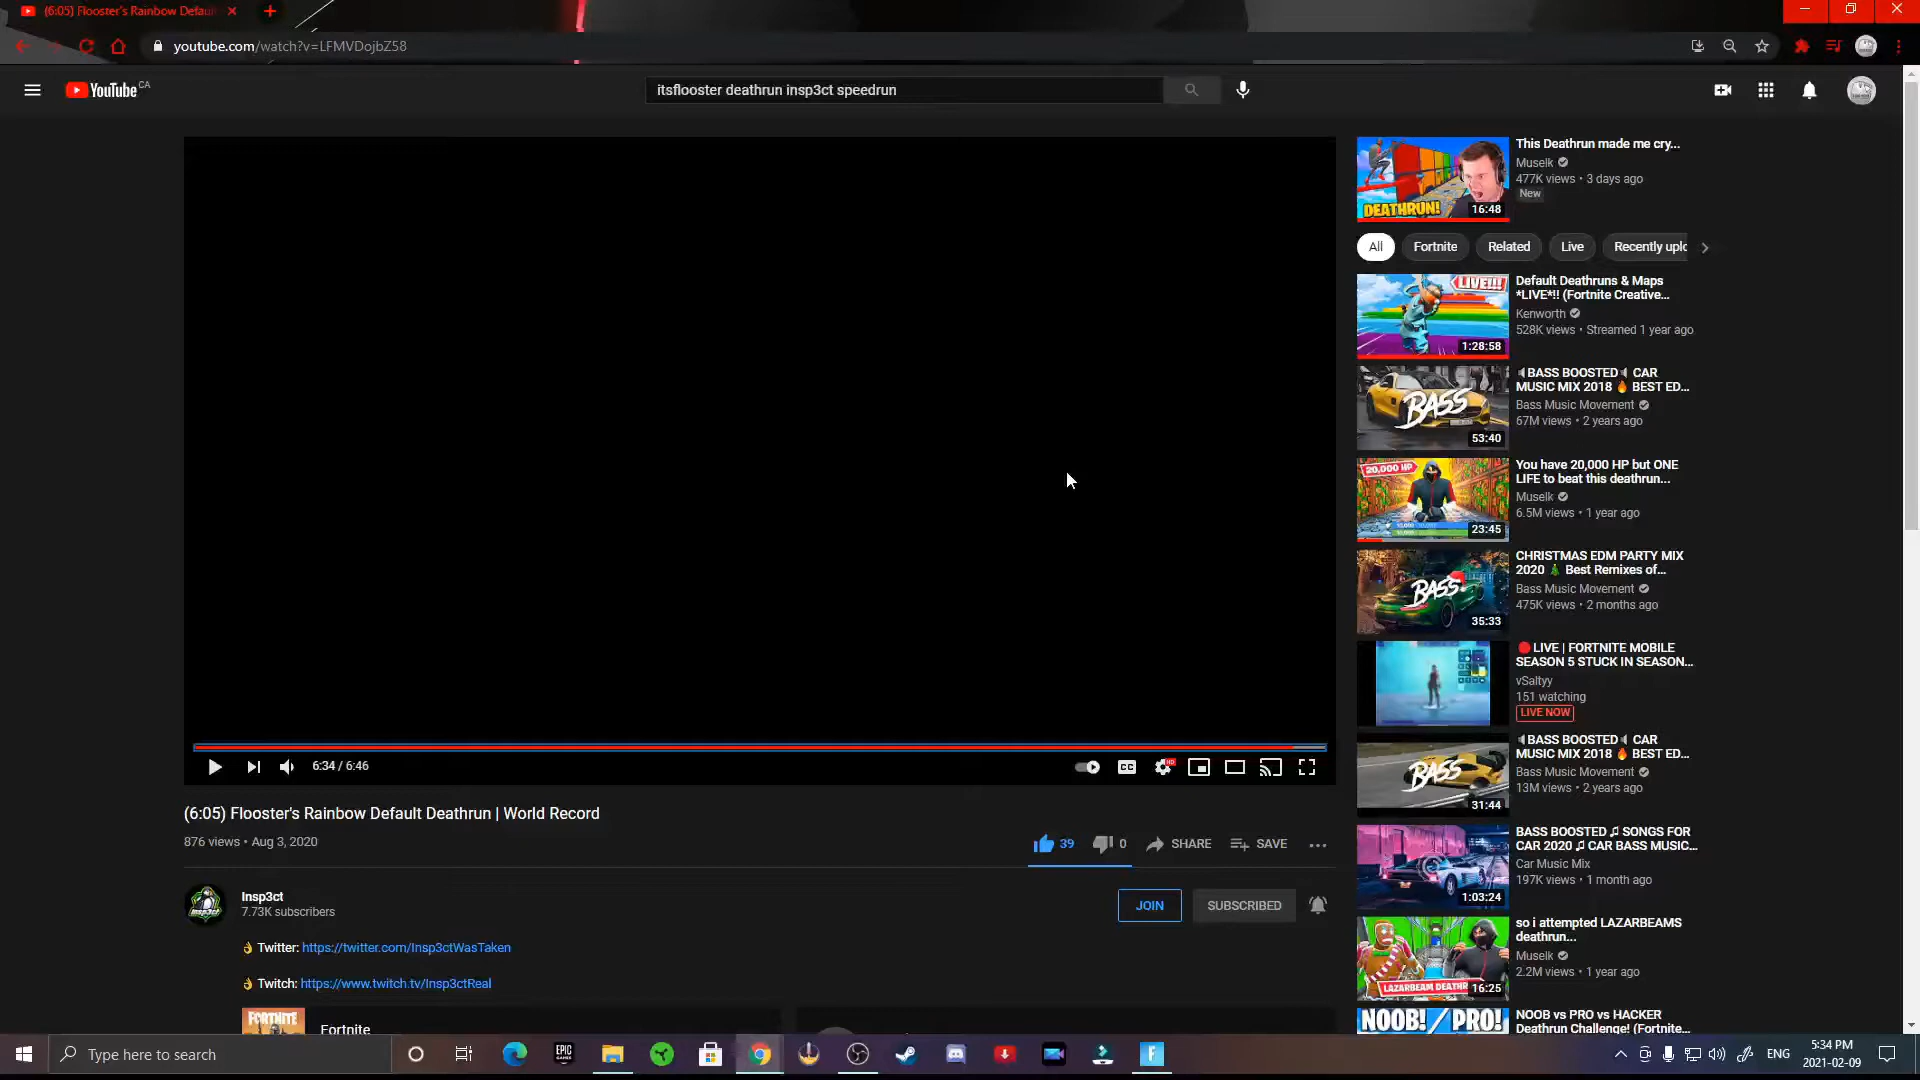 (6:05) Flooster's Rainbow Defaul
youtube.com/watch?v=LFMVDojbZ58
YouTube CA
itsflooster deathrun insp3ct speedrun
DEATHRUN!
16:48
This Deathrun made me cry...
Muselk
477K views • 3 days ago
New
All
Fortnite
Related
Live
Recently uplo
LIVE!!!
1:28:58
Default Deathruns & Maps
*LIVE*!! (Fortnite Creative...
Kenworth
528K views • Streamed 1 year ago
BASS
53:40
BASS BOOSTED CAR
MUSIC MIX 2018 🔥 BEST ED...
Bass Music Movement
67M views • 2 years ago
20,000 HP
23:45
You have 20,000 HP but ONE
LIFE to beat this deathrun...
Muselk
6.5M views • 1 year ago
BASS
35:33
CHRISTMAS EDM PARTY MIX
2020 🎄 Best Remixes of...
Bass Music Movement
475K views • 2 months ago
🔴 LIVE | FORTNITE MOBILE
SEASON 5 STUCK IN SEASON...
vSaltyy
151 watching
LIVE NOW
BASS
31:44
BASS BOOSTED CAR
MUSIC MIX 2018 🔥 BEST ED...
Bass Music Movement
13M views • 2 years ago
1:03:24
BASS BOOSTED ♫ SONGS FOR
CAR 2020 ♫ CAR BASS MUSIC...
Car Music Mix
197K views • 1 month ago
LAZARBEAM DEATHR
16:25
so i attempted LAZARBEAMS
deathrun...
Muselk
2.2M views • 1 year ago
NOOB!/PRO!
NOOB vs PRO vs HACKER
Deathrun Challenge! (Fortnite...
6:34 / 6:46
CC
HD
(6:05) Flooster's Rainbow Default Deathrun | World Record
876 views • Aug 3, 2020
39
0
SHARE
SAVE
Insp3ct
7.73K subscribers
JOIN
SUBSCRIBED
👌 Twitter: https://twitter.com/Insp3ctWasTaken
👌 Twitch: https://www.twitch.tv/Insp3ctReal
FORTNITE
Fortnite
Type here to search
EPIC GAMES
ENG
5:34 PM
2021-02-09